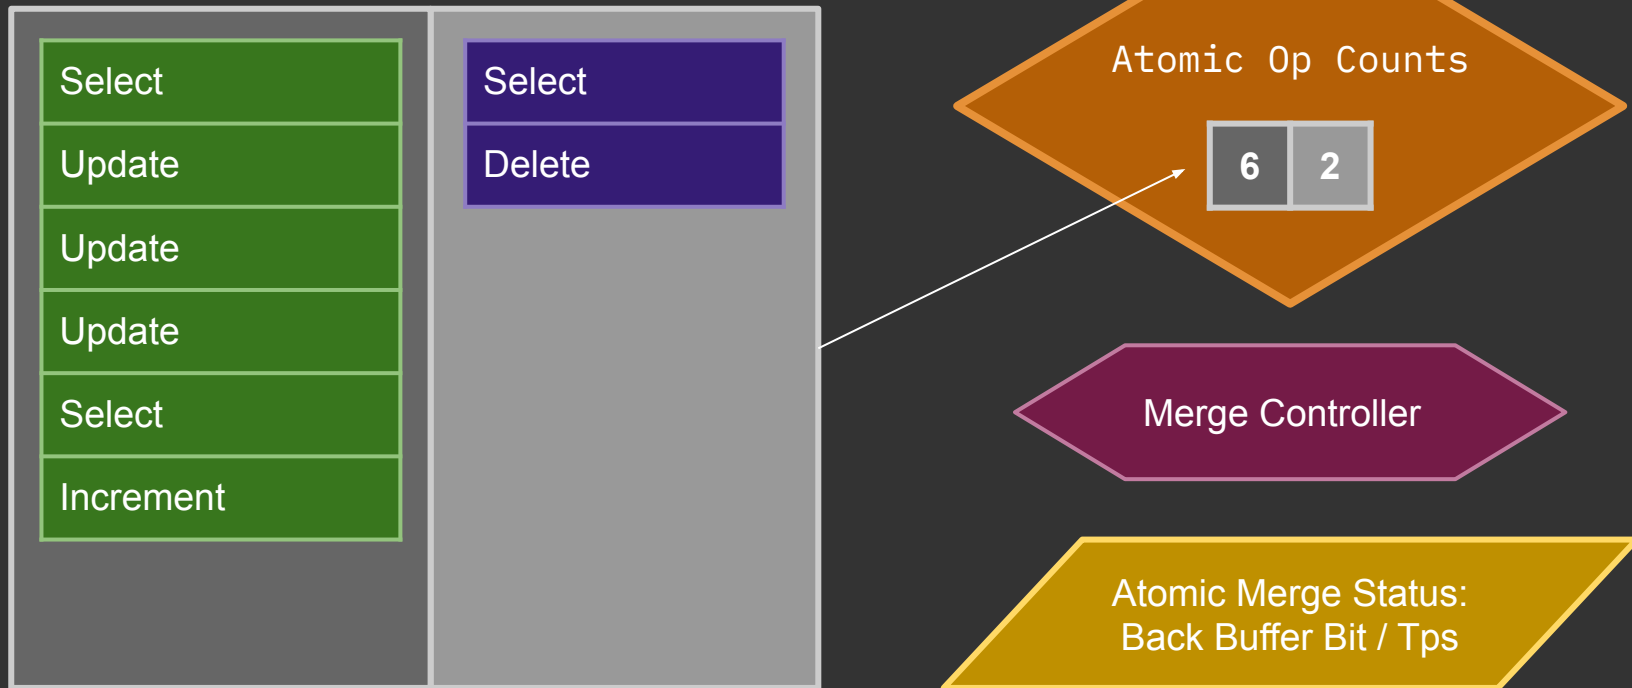 Select
Update
Update
Update
Select
Increment
Select
Delete
Atomic Op Counts
6 2
Merge Controller
Atomic Merge Status:
Back Buffer Bit / Tps